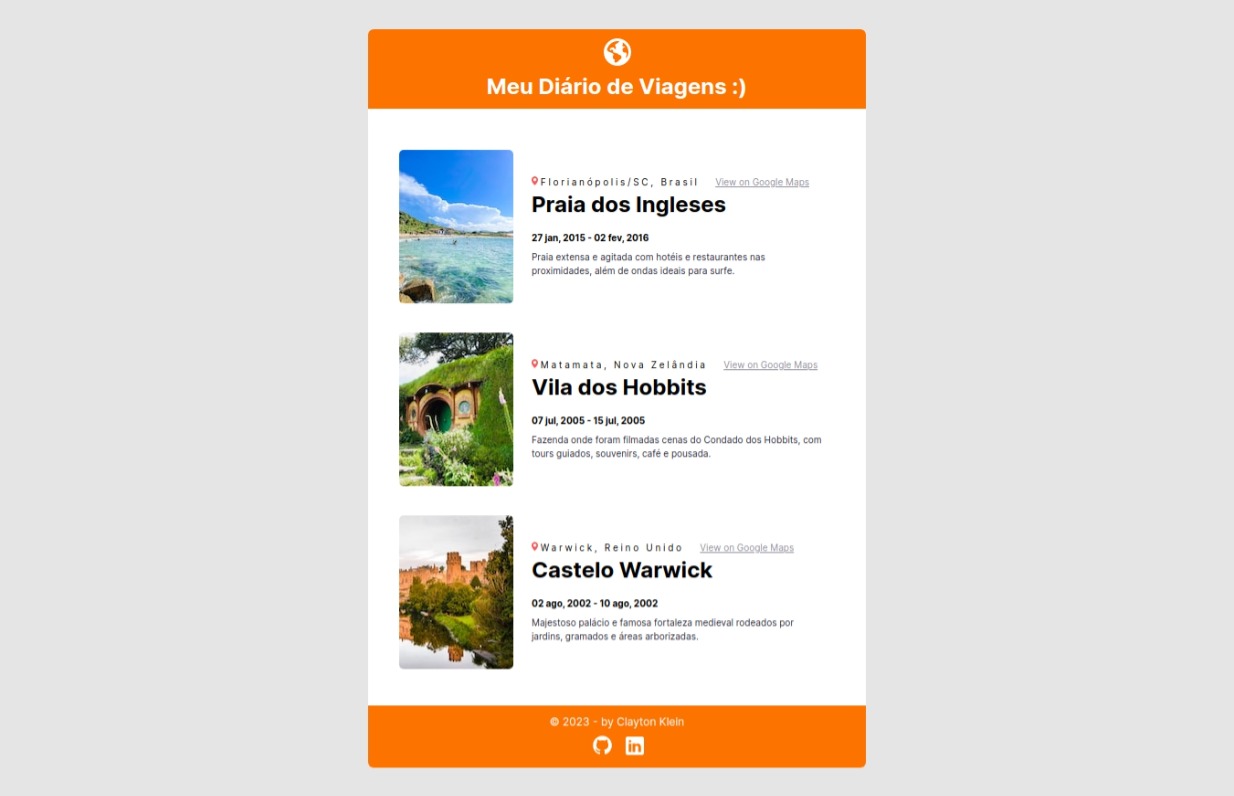 Meu Diário de Viagens :)
Florianópolis/SC, Brasil View on Google Maps
Praia dos Ingleses
27 jan, 2015 - 02 fev, 2016
Praia extensa e agitada com hotéis e restaurantes nas
proximidades, além de ondas ideais para surfe.
Matamata, Nova Zelândia View on Google Maps
Vila dos Hobbits
07 jul, 2005 - 15 jul, 2005
Fazenda onde foram filmadas cenas do Condado dos Hobbits, com
tours guiados, souvenirs, café e pousada.
Warwick, Reino Unido View on Google Maps
Castelo Warwick
02 ago, 2002 - 10 ago, 2002
Majestoso palácio e famosa fortaleza medieval rodeados por
jardins, gramados e áreas arborizadas.
© 2023 - by Clayton Klein
in